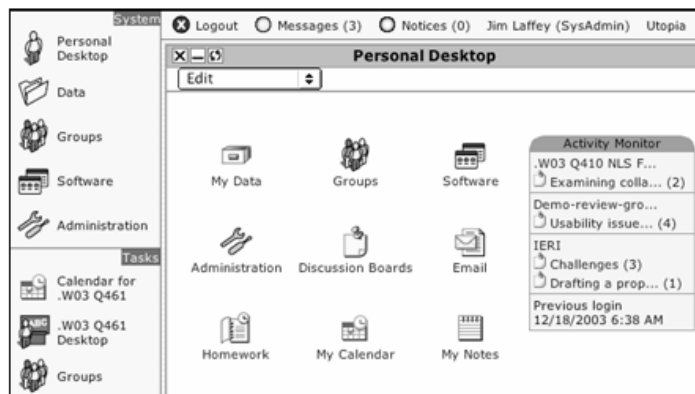 System
Personal
Desktop
Data
Groups
Software
Administration
Tasks
Calendar for
.W03 Q461
.W03 Q461
Desktop
Groups
X Logout Messages (3) Notices (0) Jim Laffey (SysAdmin) Utopia
Personal Desktop
Edit
My Data Groups Software
Administration Discussion Boards Email
Homework My Calendar My Notes
Activity Monitor
.W03 Q410 NLS F...
Examining colla... (2)
Demo-review-gro...
Usability issue... (4)
IERI
Challenges (3)
Drafting a prop... (1)
Previous login
12/18/2003 6:38 AM